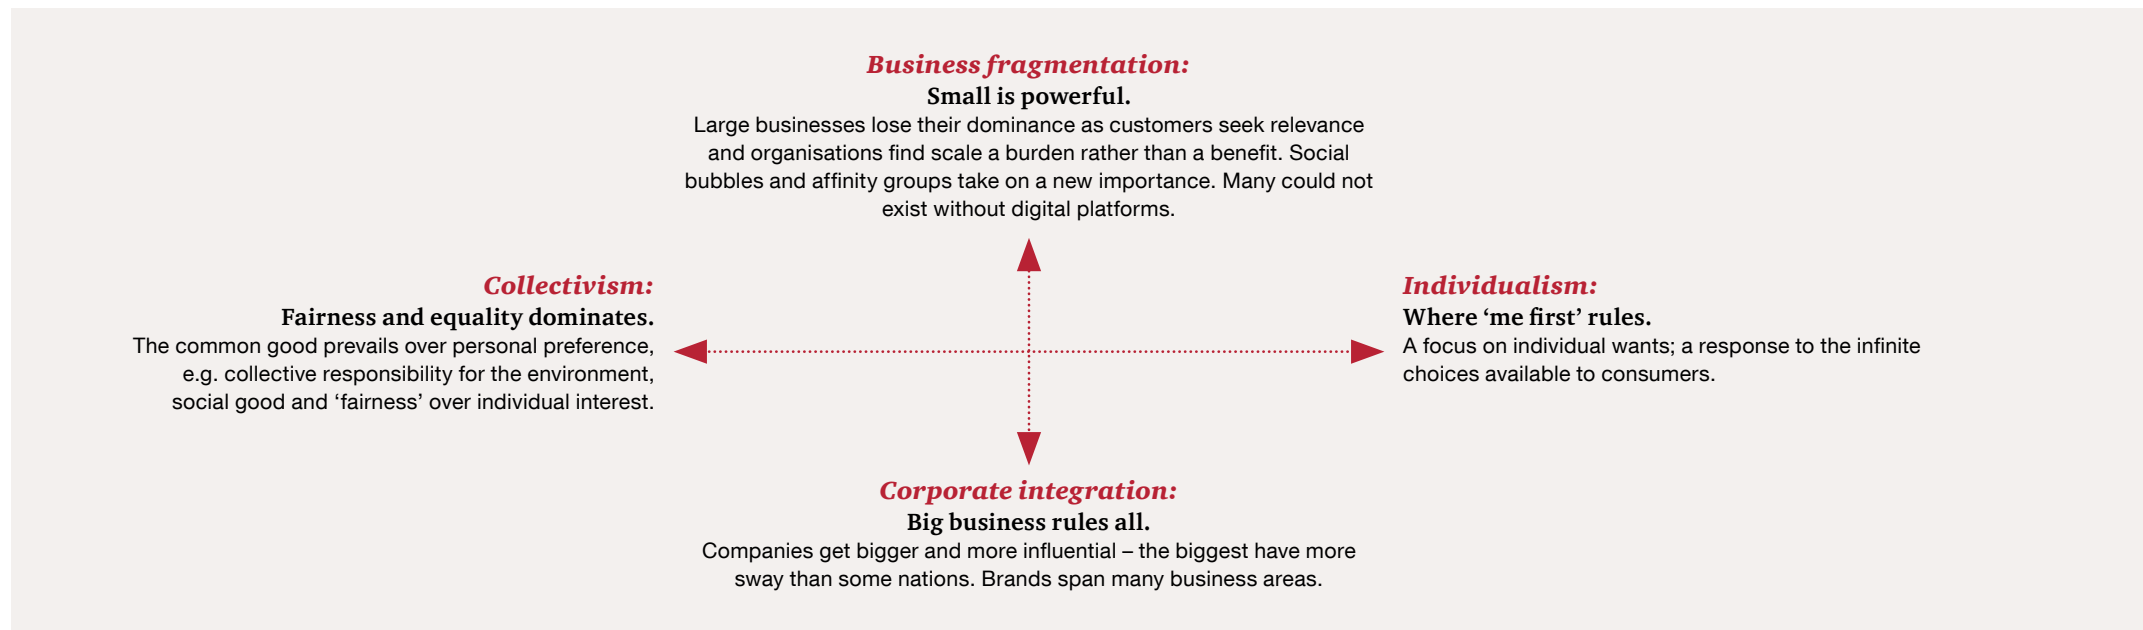 Business fragmentation:
Small is powerful.
Large businesses lose their dominance as customers seek relevance
and organisations find scale a burden rather than a benefit. Social
bubbles and affinity groups take on a new importance. Many could not
exist without digital platforms.
Collectivism:
Fairness and equality dominates.
The common good prevails over personal preference,
e.g. collective responsibility for the environment,
social good and ‘fairness’ over individual interest.
Individualism:
Where ‘me first’ rules.
A focus on individual wants; a response to the infinite
choices available to consumers.
Corporate integration:
Big business rules all.
Companies get bigger and more influential – the biggest have more
sway than some nations. Brands span many business areas.